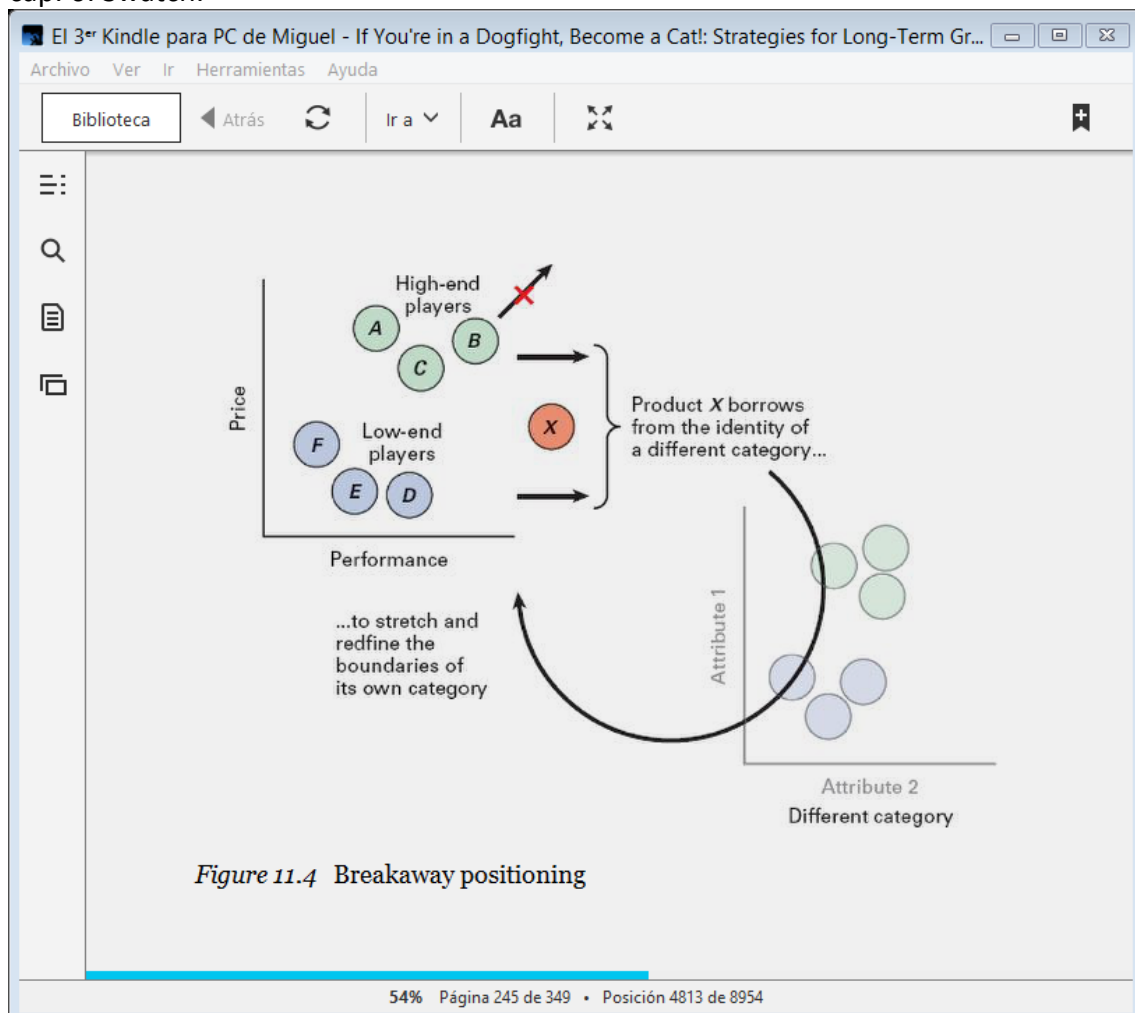 cap. 3. Swatch.
El 3er Kindle para PC de Miguel - If You're in a Dogfight, Become a Cat!: Strategies for Long-Term Gr...
Archivo Ver Ir Herramientas Ayuda
Biblioteca Atrás Ir a Aa
High-end
players
A
B
C
Price
Low-end
players
F
E
D
X
Performance
Product X borrows
from the identity of
a different category...
...to stretch and
redfine the
boundaries of
its own category
Attribute 1
Attribute 2
Different category
Figure 11.4 Breakaway positioning
54% Página 245 de 349 • Posición 4813 de 8954